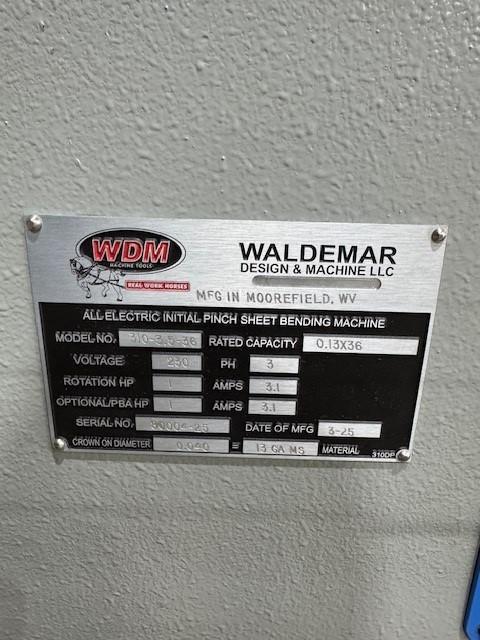 WDM
MACHINE TOOLS
REAL WORK HORSES
WALDEMAR
DESIGN & MACHINE LLC
MFG IN MOOREFIELD, WV
ALL ELECTRIC INITIAL PINCH SHEET BENDING MACHINE
MODEL NO. 310-3.5-36 RATED CAPACITY 0.13X36
VOLTAGE 230 PH 3
ROTATION HP 1 AMPS 3.1
OPTIONAL/PBA HP 1 AMPS 3.1
SERIAL NO. 90004-25 DATE OF MFG 3-25
CROWN ON DIAMETER 0.040 = 13 GA MS MATERIAL
310DP